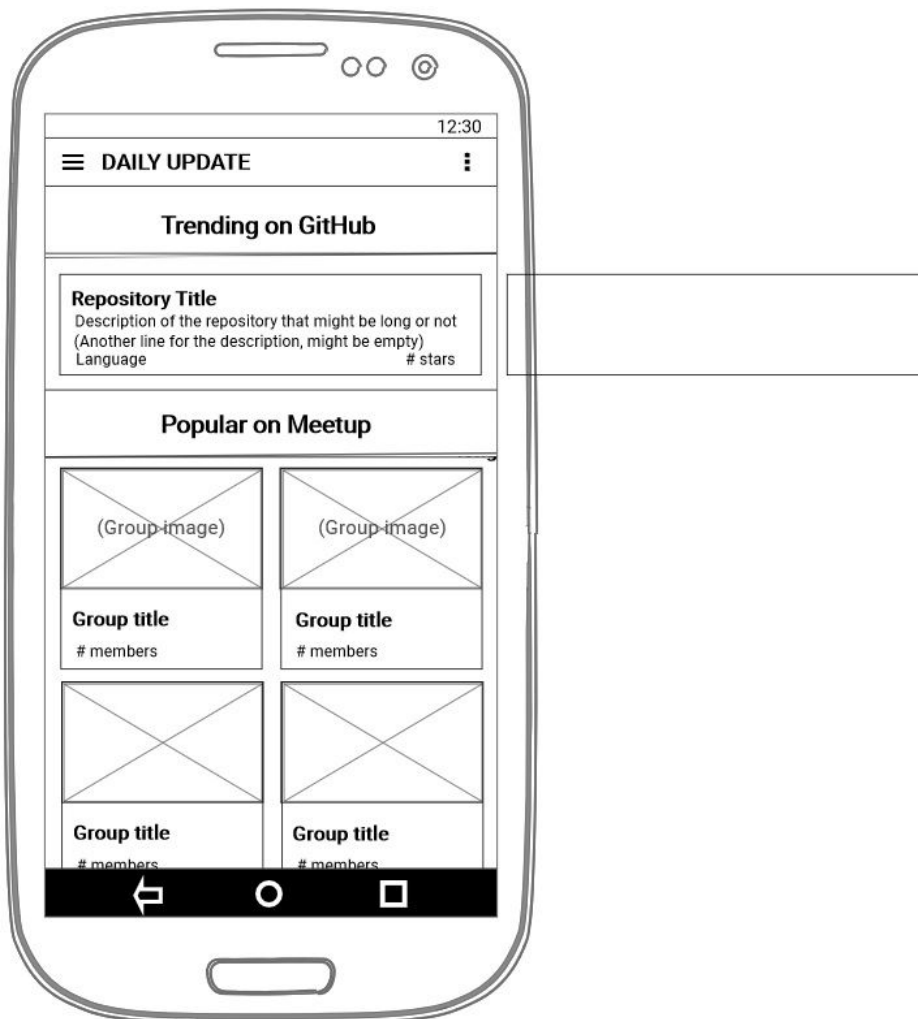 12:30
DAILY UPDATE
Trending on GitHub
Repository Title
Description of the repository that might be long or not
(Another line for the description, might be empty)
Language # stars
Popular on Meetup
(Group image) (Group image)
Group title Group title
# members # members
Group title Group title
# members # members